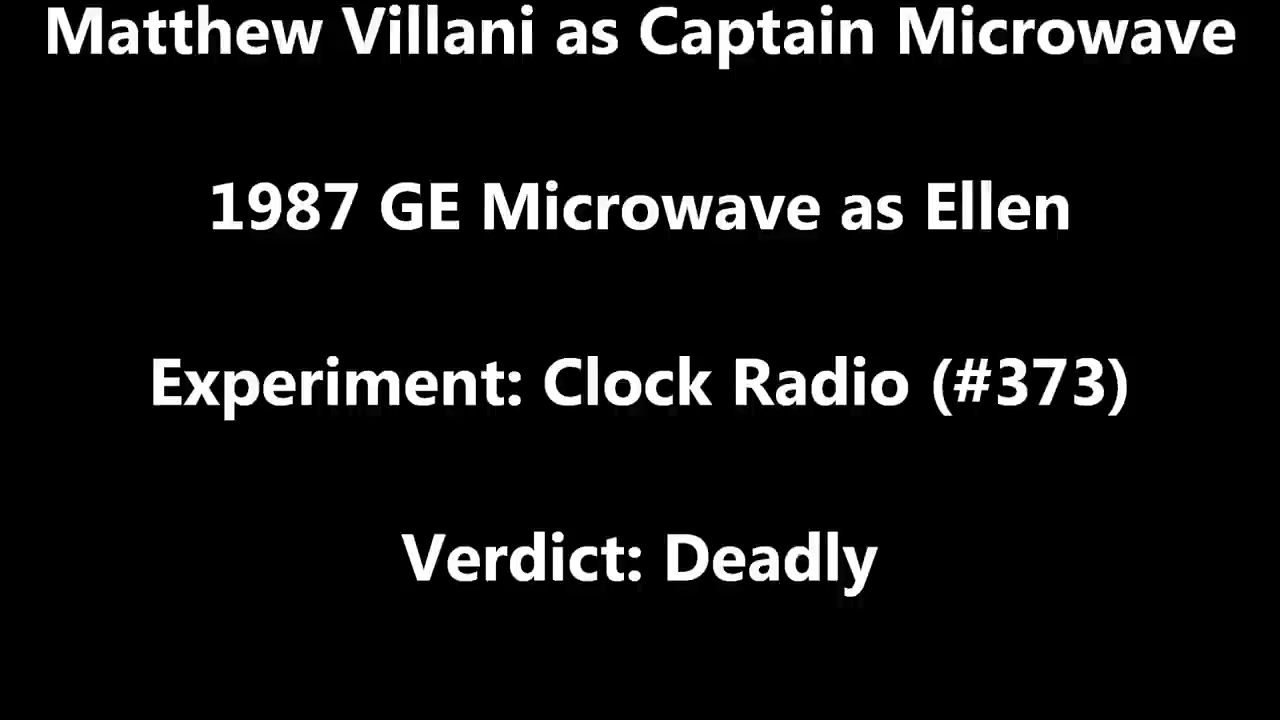 Matthew Villani as Captain Microwave
1987 GE Microwave as Ellen
Experiment: Clock Radio (#373)
Verdict: Deadly